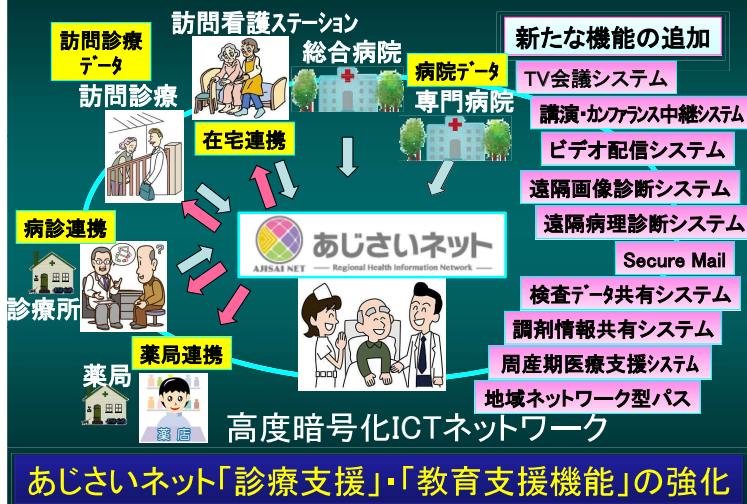 訪問看護ステーション
訪問診療
データ
総合病院
新たな機能の追加
病院データ
TV会議システム
訪問診療
専門病院
講演・カンファランス中継システム
在宅連携
ビデオ配信システム
遠隔画像診断システム
病診連携
遠隔病理診断システム
あじさいネット
AJISAI NET
Regional Health Information Network
Secure Mail
診療所
検査データ共有システム
調剤情報共有システム
薬局連携
周産期医療支援システム
薬局
地域ネットワーク型パス
薬店
高度暗号化ICTネットワーク
あじさいネット「診療支援」・「教育支援機能」の強化